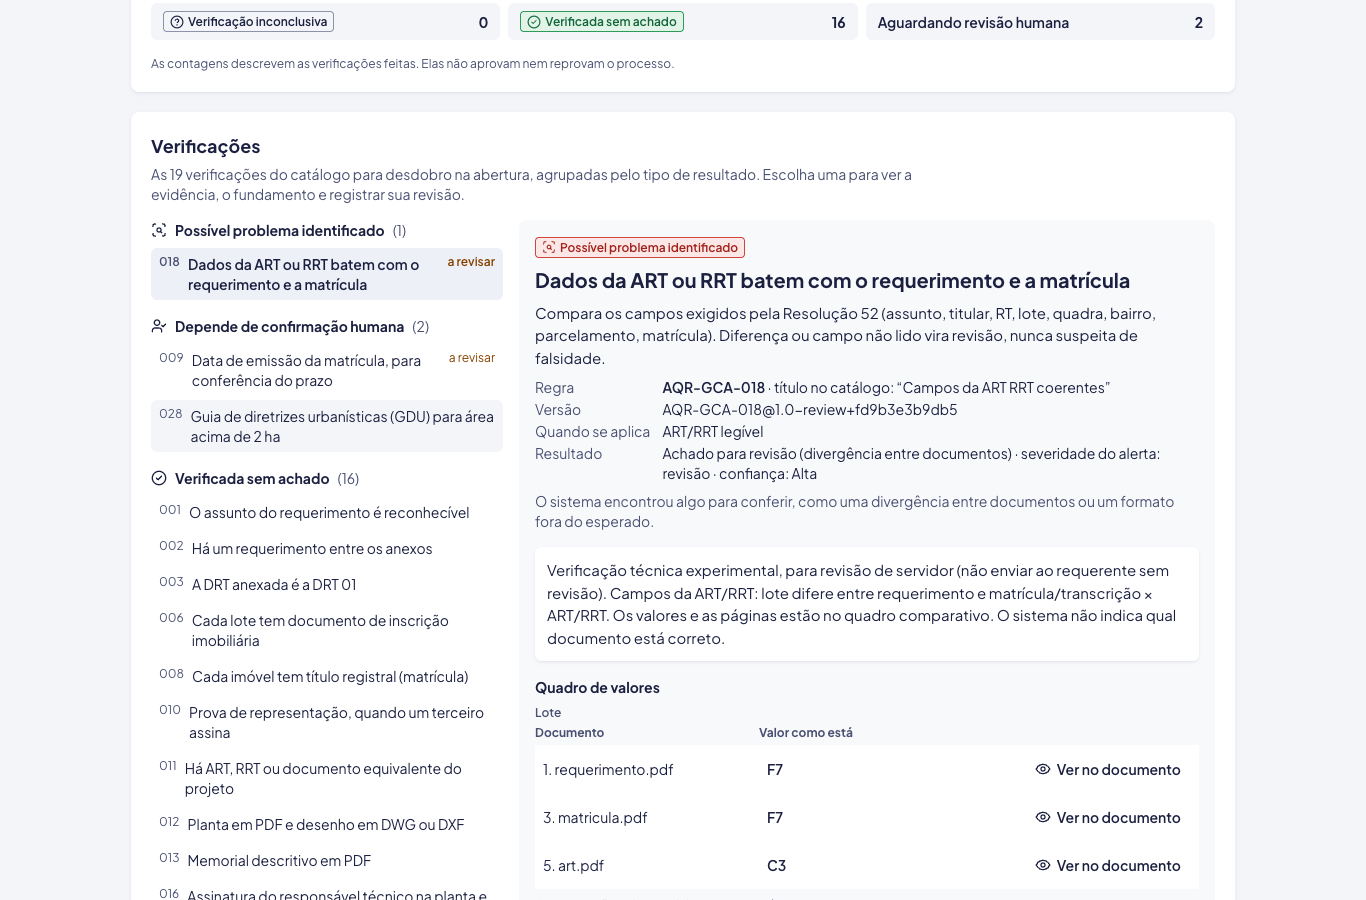 Verificação inconclusiva 0
Verificada sem achado 16
Aguardando revisão humana 2
As contagens descrevem as verificações feitas. Elas não aprovam nem reprovam o processo.
Verificações
As 19 verificações do catálogo para desdobro na abertura, agrupadas pelo tipo de resultado. Escolha uma para ver a
evidência, o fundamento e registrar sua revisão.
Possível problema identificado (1)
018 Dados da ART ou RRT batem com o a revisar
requerimento e a matrícula
Depende de confirmação humana (2)
009 Data de emissão da matrícula, para a revisar
conferência do prazo
028 Guia de diretrizes urbanísticas (GDU) para área
acima de 2 ha
Verificada sem achado (16)
001 O assunto do requerimento é reconhecível
002 Há um requerimento entre os anexos
003 A DRT anexada é a DRT 01
006 Cada lote tem documento de inscrição
imobiliária
008 Cada imóvel tem título registral (matrícula)
010 Prova de representação, quando um terceiro
assina
011 Há ART, RRT ou documento equivalente do
projeto
012 Planta em PDF e desenho em DWG ou DXF
013 Memorial descritivo em PDF
016 Assinatura do responsável técnico na planta e
Possível problema identificado
Dados da ART ou RRT batem com o requerimento e a matrícula
Compara os campos exigidos pela Resolução 52 (assunto, titular, RT, lote, quadra, bairro,
parcelamento, matrícula). Diferença ou campo não lido vira revisão, nunca suspeita de
falsidade.
Regra AQR-GCA-018 · título no catálogo: “Campos da ART RRT coerentes”
Versão AQR-GCA-018@1.0-review+fd9b3e3b9db5
Quando se aplica ART/RRT legível
Resultado Achado para revisão (divergência entre documentos) · severidade do alerta:
revisão · confiança: Alta
O sistema encontrou algo para conferir, como uma divergência entre documentos ou um formato
fora do esperado.
Verificação técnica experimental, para revisão de servidor (não enviar ao requerente sem
revisão). Campos da ART/RRT: lote difere entre requerimento e matrícula/transcrição ×
ART/RRT. Os valores e as páginas estão no quadro comparativo. O sistema não indica qual
documento está correto.
Quadro de valores
Lote
Documento Valor como está
1. requerimento.pdf F7 Ver no documento
3. matricula.pdf F7 Ver no documento
5. art.pdf C3 Ver no documento